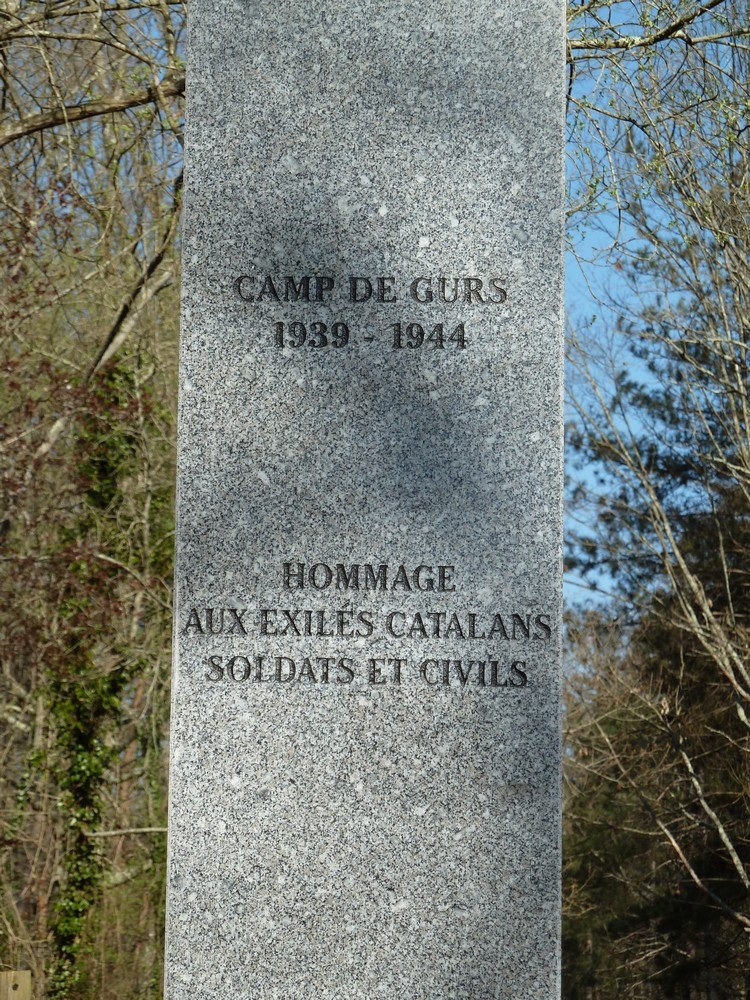 CAMP DE GURS
1939 - 1944
HOMMAGE
AUX EXILÉS CATALANS
SOLDATS ET CIVILS